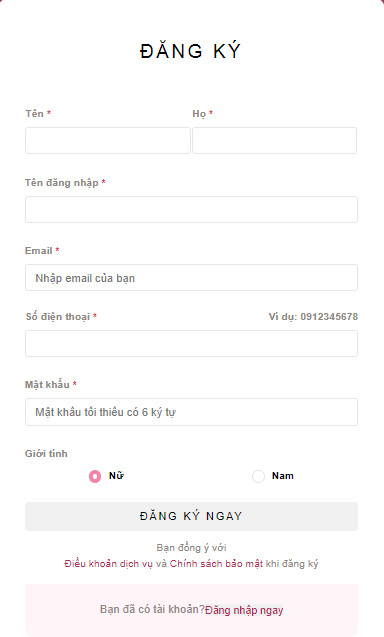 ĐĂNG KÝ
Tên * Họ *
Tên đăng nhập *
Email *
Nhập email của bạn
Số điện thoại * Ví dụ: 0912345678
Mật khẩu *
Mật khẩu tối thiểu có 6 ký tự
Giới tính
Nữ Nam
ĐĂNG KÝ NGAY
Bạn đồng ý với
Điều khoản dịch vụ và Chính sách bảo mật khi đăng ký
Bạn đã có tài khoản?Đăng nhập ngay